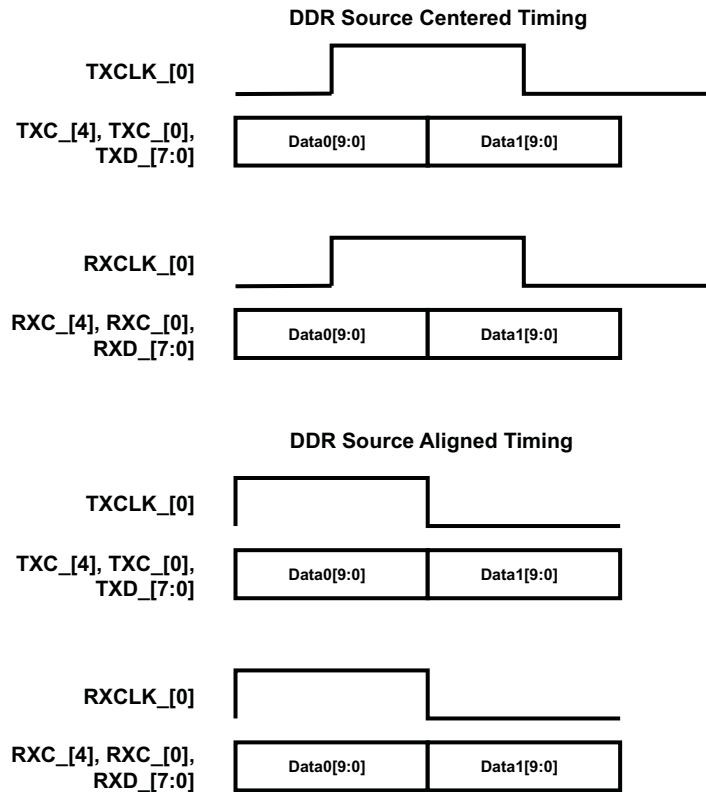 DDR Source Centered Timing
TXCLK_[0]
TXC_[4], TXC_[0],
TXD_[7:0]
Data0[9:0]
Data1[9:0]
RXCLK_[0]
RXC_[4], RXC_[0],
RXD_[7:0]
Data0[9:0]
Data1[9:0]
DDR Source Aligned Timing
TXCLK_[0]
TXC_[4], TXC_[0],
TXD_[7:0]
Data0[9:0]
Data1[9:0]
RXCLK_[0]
RXC_[4], RXC_[0],
RXD_[7:0]
Data0[9:0]
Data1[9:0]